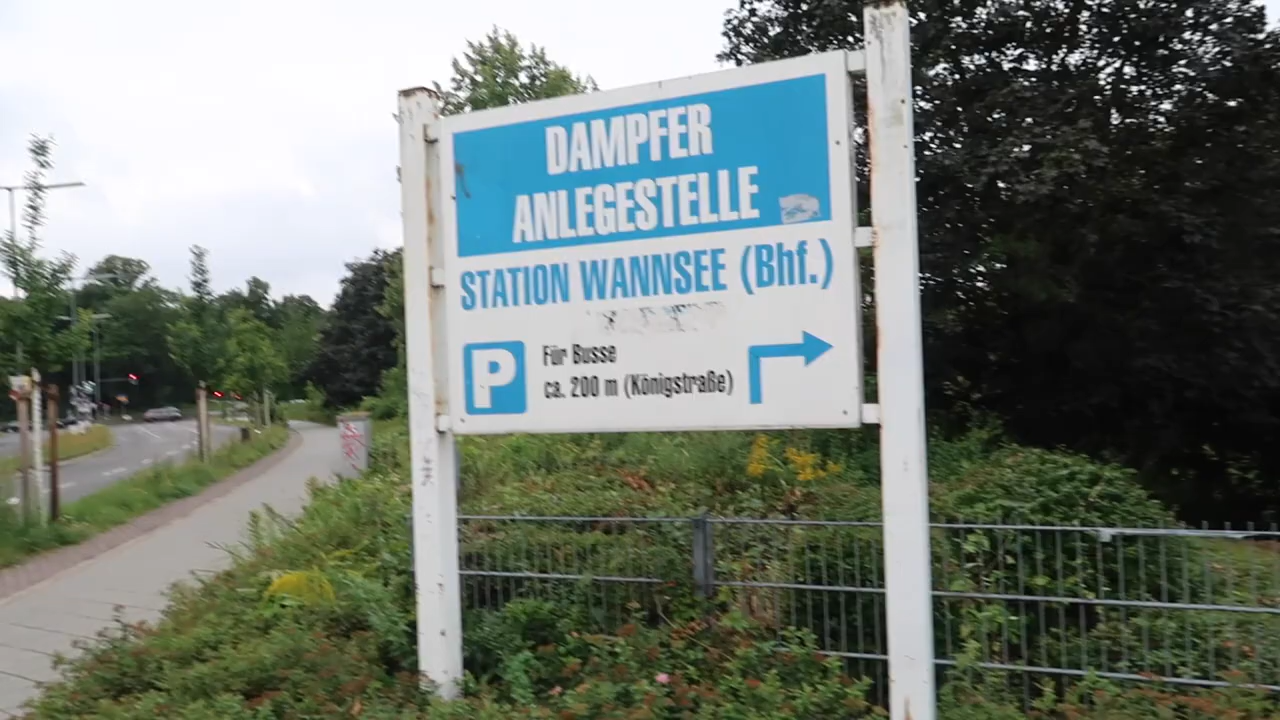 DAMPFER
ANLEGESTELLE
STATION WANNSEE (Bhf.)
P
Für Busse
ca. 200 m (Königstraße)